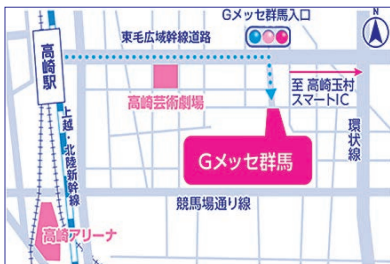 Gメッセ群馬入口
N
東毛広域幹線道路
高崎駅
高崎芸術劇場
至 高崎玉村
スマートIC
環状線
上越・北陸新幹線
Gメッセ群馬
競馬場通り線
高崎アリーナ